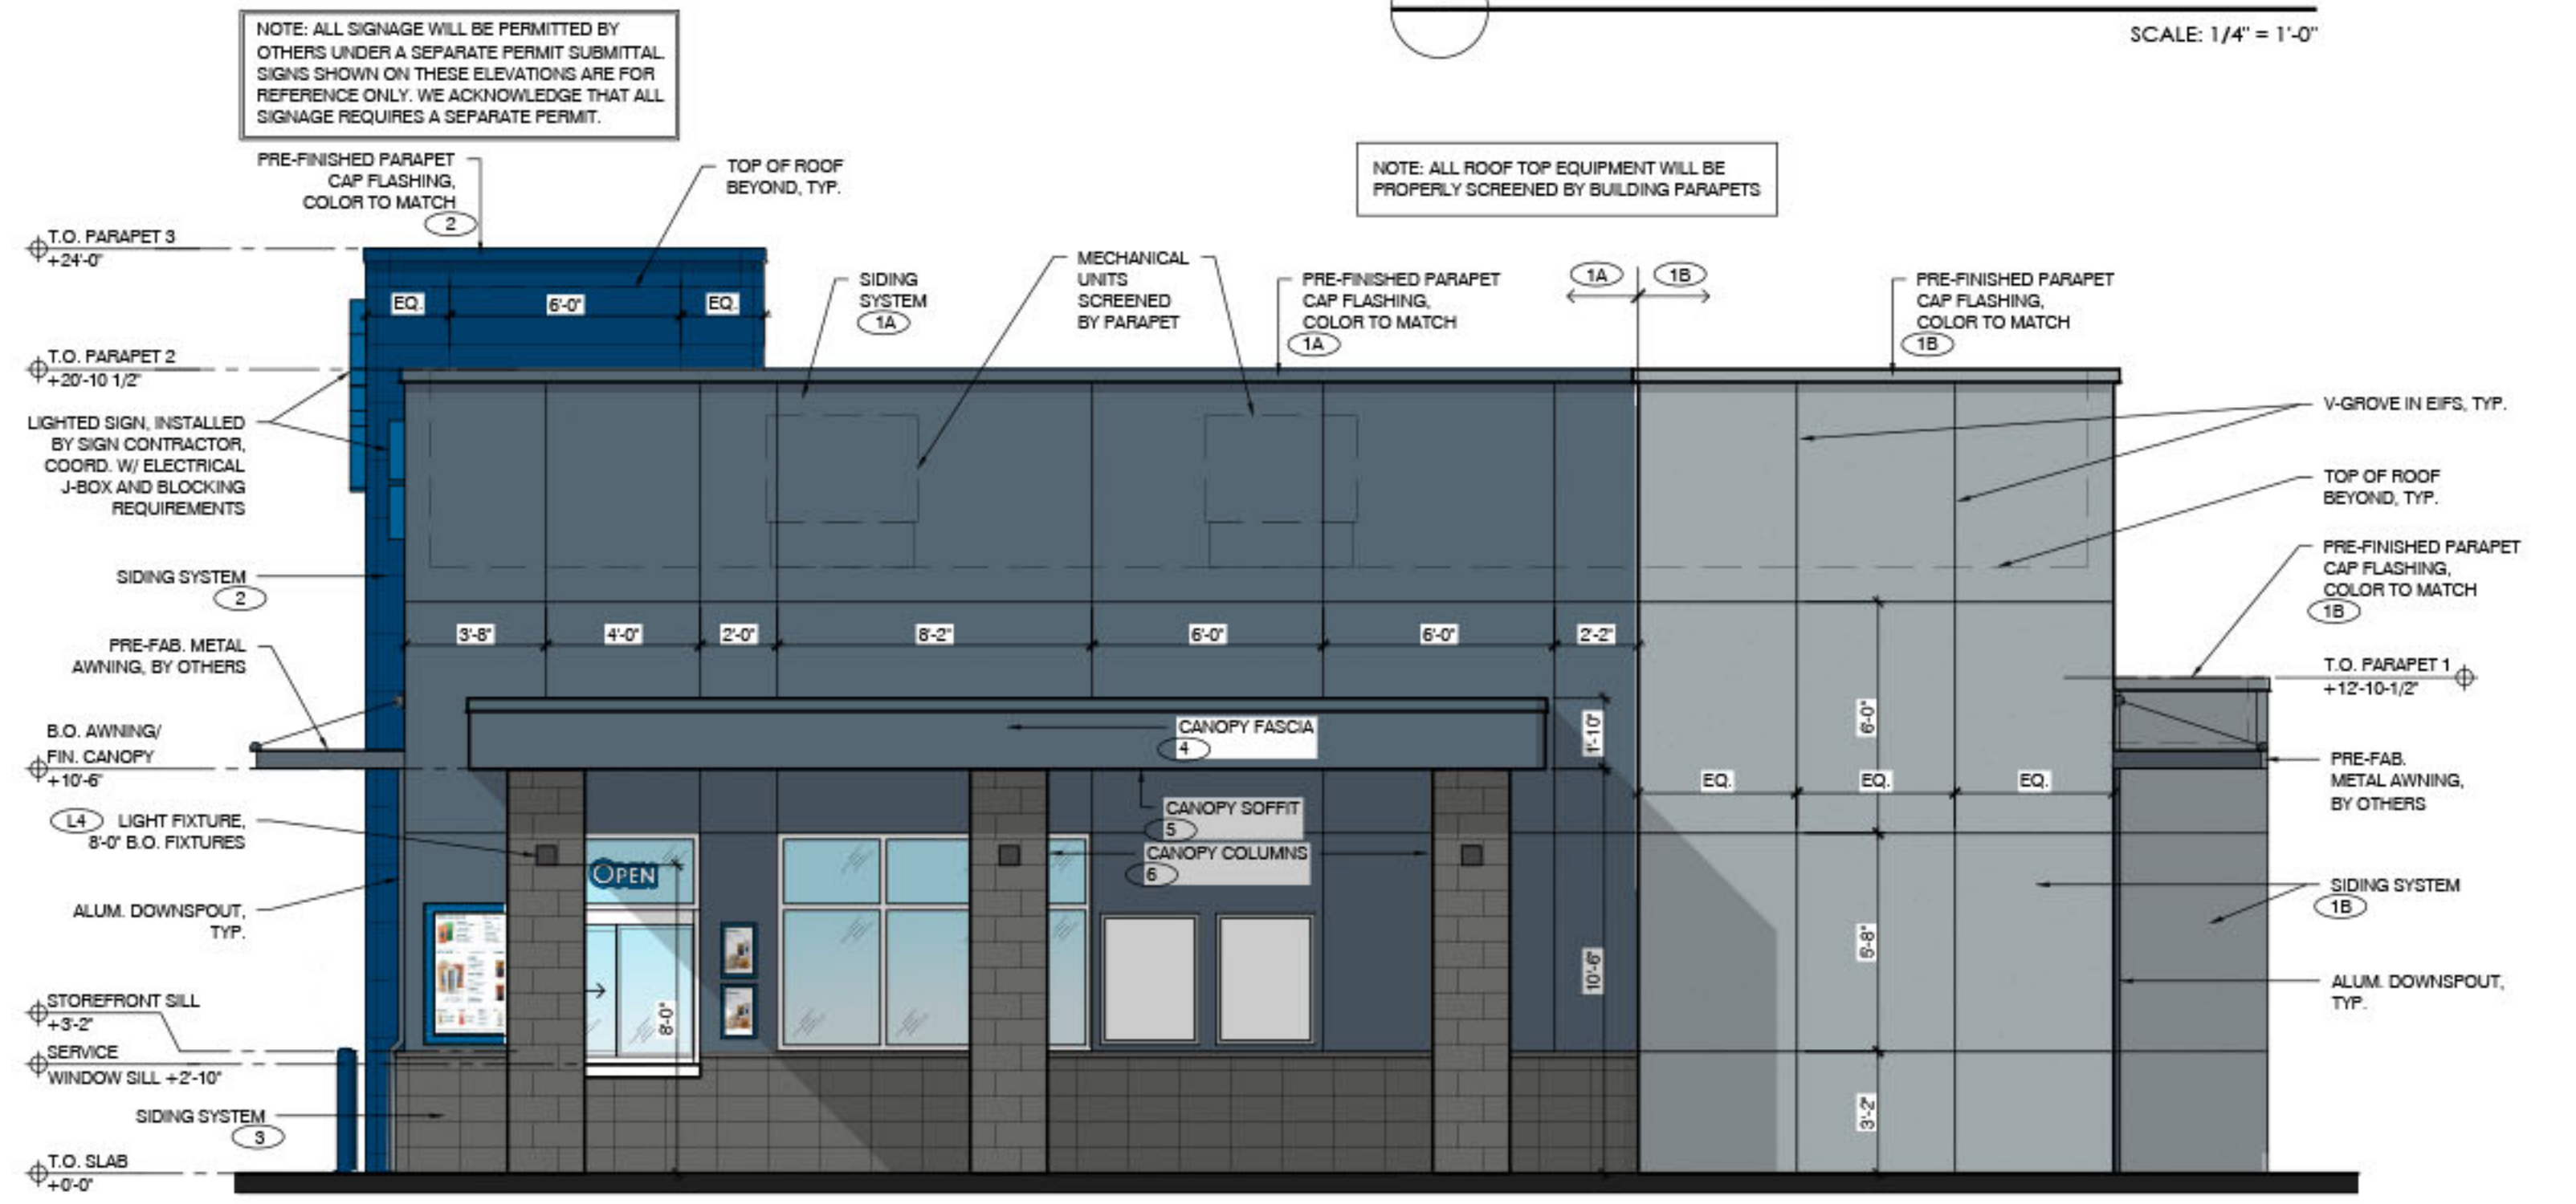 SCALE: 1/4" = 1'-0"
NOTE: ALL SIGNAGE WILL BE PERMITTED BY
OTHERS UNDER A SEPARATE PERMIT SUBMITTAL.
SIGNS SHOWN ON THESE ELEVATIONS ARE FOR
REFERENCE ONLY. WE ACKNOWLEDGE THAT ALL
SIGNAGE REQUIRES A SEPARATE PERMIT.
NOTE: ALL ROOF TOP EQUIPMENT WILL BE
PROPERLY SCREENED BY BUILDING PARAPETS
PRE-FINISHED PARAPET
CAP FLASHING,
COLOR TO MATCH
2
TOP OF ROOF
BEYOND, TYP.
T.O. PARAPET 3
+24'-0"
T.O. PARAPET 2
+20'-10 1/2"
LIGHTED SIGN, INSTALLED
BY SIGN CONTRACTOR,
COORD. W/ ELECTRICAL
J-BOX AND BLOCKING
REQUIREMENTS
SIDING SYSTEM
2
PRE-FAB. METAL
AWNING, BY OTHERS
B.O. AWNING/
FIN. CANOPY
+10'-6"
L4 LIGHT FIXTURE,
8'-0" B.O. FIXTURES
ALUM. DOWNSPOUT,
TYP.
STOREFRONT SILL
+3'-2"
SERVICE
WINDOW SILL +2'-10"
SIDING SYSTEM
3
T.O. SLAB
+0'-0"
EQ. 6'-0" EQ.
SIDING
SYSTEM
1A
MECHANICAL
UNITS
SCREENED
BY PARAPET
PRE-FINISHED PARAPET
CAP FLASHING,
COLOR TO MATCH
1A
1A 1B
PRE-FINISHED PARAPET
CAP FLASHING,
COLOR TO MATCH
1B
3'-8" 4'-0" 2'-0" 8'-2" 6'-0" 6'-0" 2'-2"
CANOPY FASCIA
4
1'-10"
CANOPY SOFFIT
5
CANOPY COLUMNS
6
OPEN
8'-0"
10'-6"
6'-0"
EQ. EQ. EQ.
5'-8"
3'-2"
V-GROVE IN EIFS, TYP.
TOP OF ROOF
BEYOND, TYP.
PRE-FINISHED PARAPET
CAP FLASHING,
COLOR TO MATCH
1B
T.O. PARAPET 1
+12'-10-1/2"
PRE-FAB.
METAL AWNING,
BY OTHERS
SIDING SYSTEM
1B
ALUM. DOWNSPOUT,
TYP.